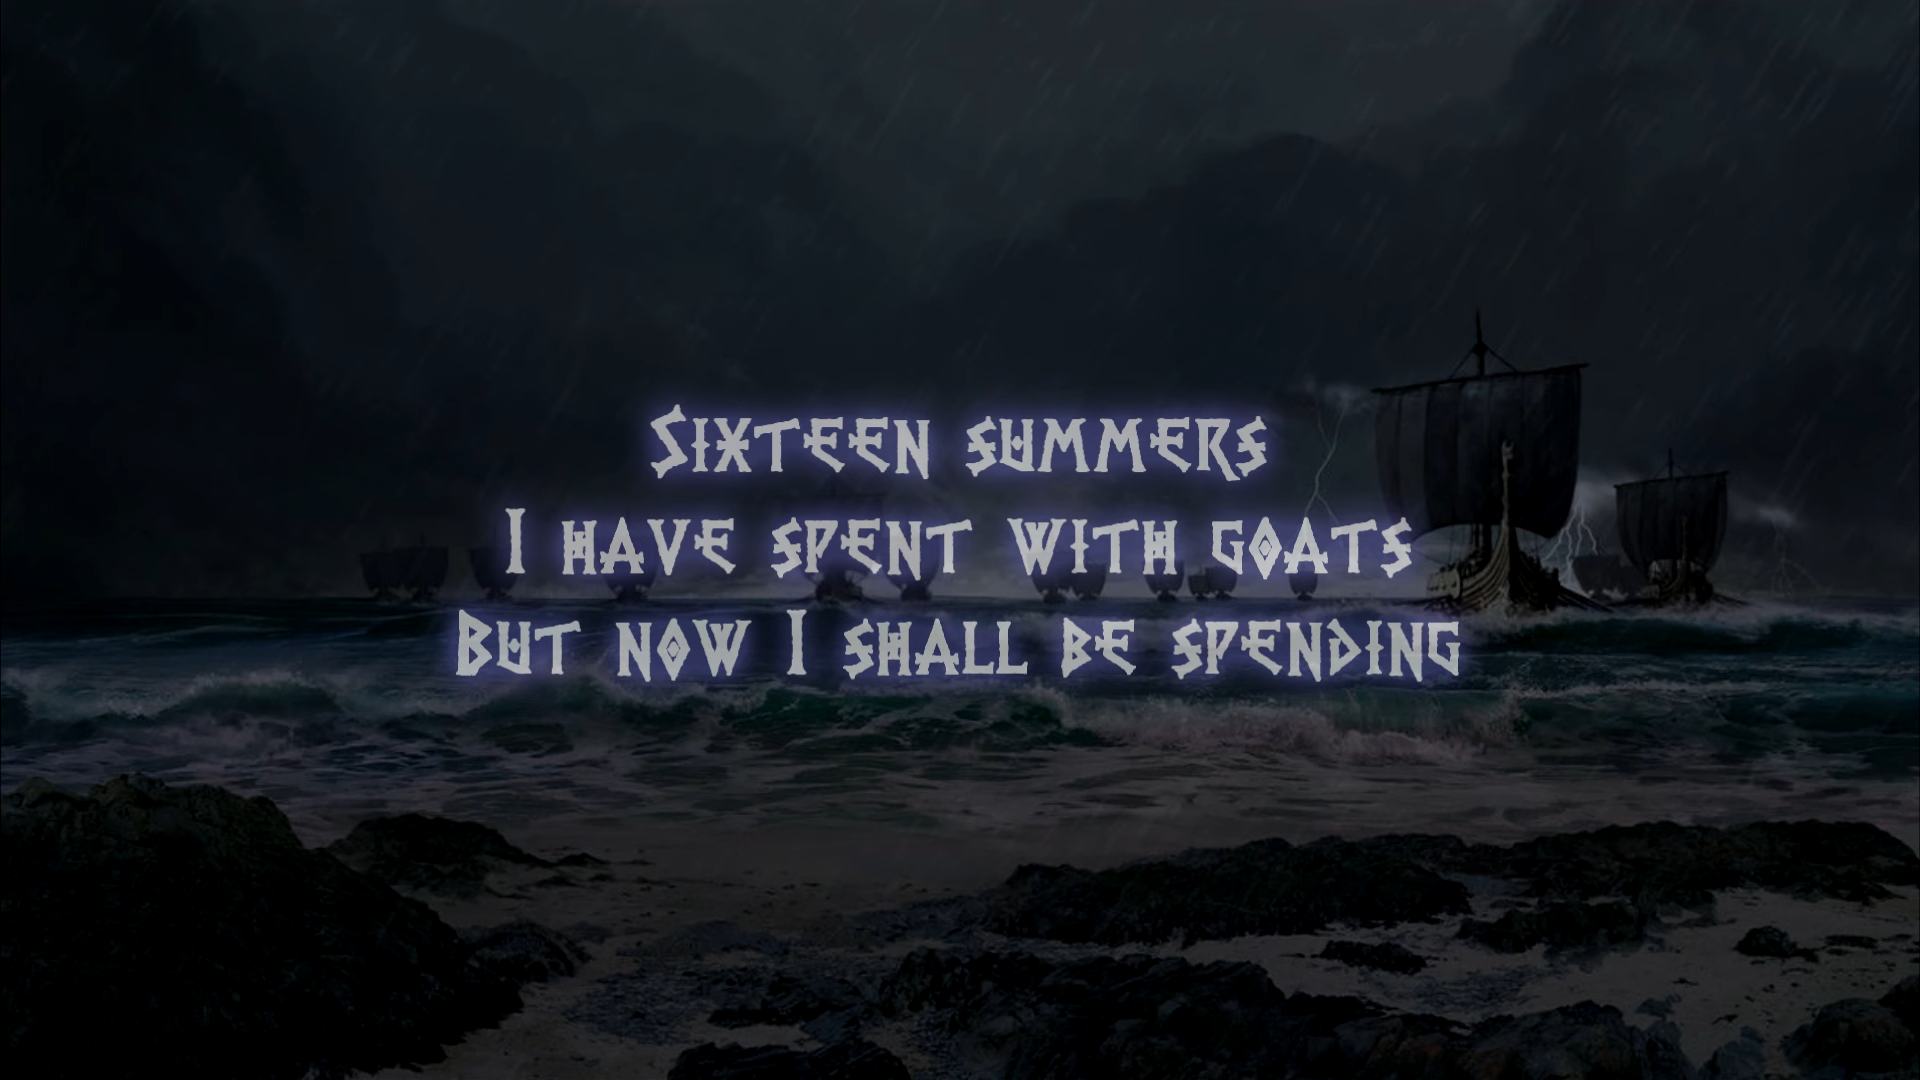 Sixteen summers
I have spent with goats
But now I shall be spending